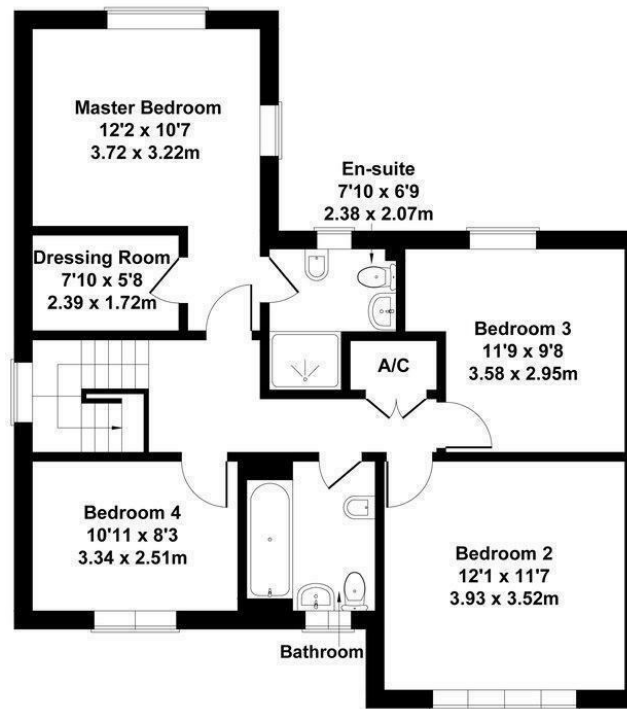 Master Bedroom
12'2 x 10'7
3.72 x 3.22m
En-suite
7'10 x 6'9
2.38 x 2.07m
Dressing Room
7'10 x 5'8
2.39 x 1.72m
Bedroom 3
11'9 x 9'8
3.58 x 2.95m
A/C
Bedroom 4
10'11 x 8'3
3.34 x 2.51m
Bedroom 2
12'1 x 11'7
3.93 x 3.52m
Bathroom